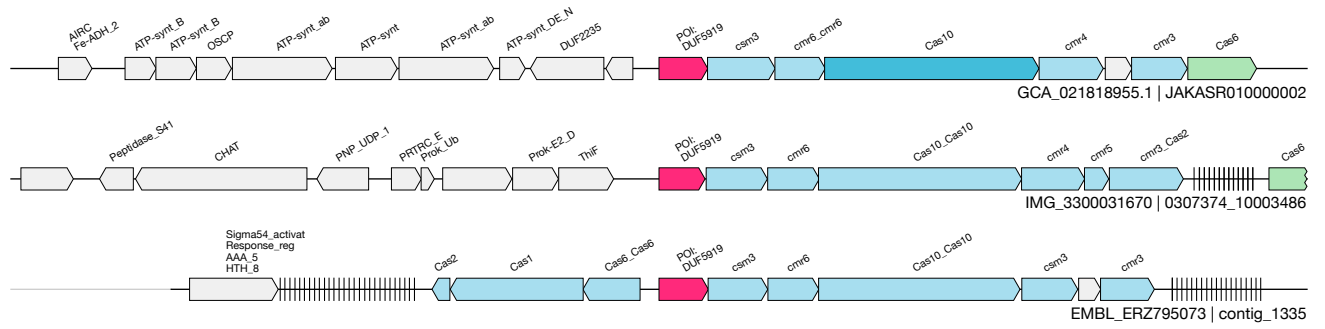 AIRC
Fe-ADH_2
ATP-synt_B
ATP-synt_B
OSCP
ATP-synt_ab
ATP-synt
ATP-synt_ab
ATP-synt_DE_N
DUF2235
POI:
DUF5919
csm3
cmr6_cmr6
Cas10
cmr4
cmr3
Cas6
GCA_021818955.1 | JAKASR010000002
Peptidase_S41
CHAT
PNP_UDP_1
PRTRC_E
Prok_Ub
Prok-E2_D
ThiF
POI:
DUF5919
csm3
cmr6
Cas10_Cas10
cmr4
cmr5
cmr3_Cas2
Cas6
IMG_3300031670 | 0307374_10003486
Sigma54_activat
Response_reg
AAA_5
HTH_8
Cas2
Cas1
Cas6_Cas6
POI:
DUF5919
csm3
cmr6
Cas10_Cas10
csm3
cmr3
EMBL_ERZ795073 | contig_1335